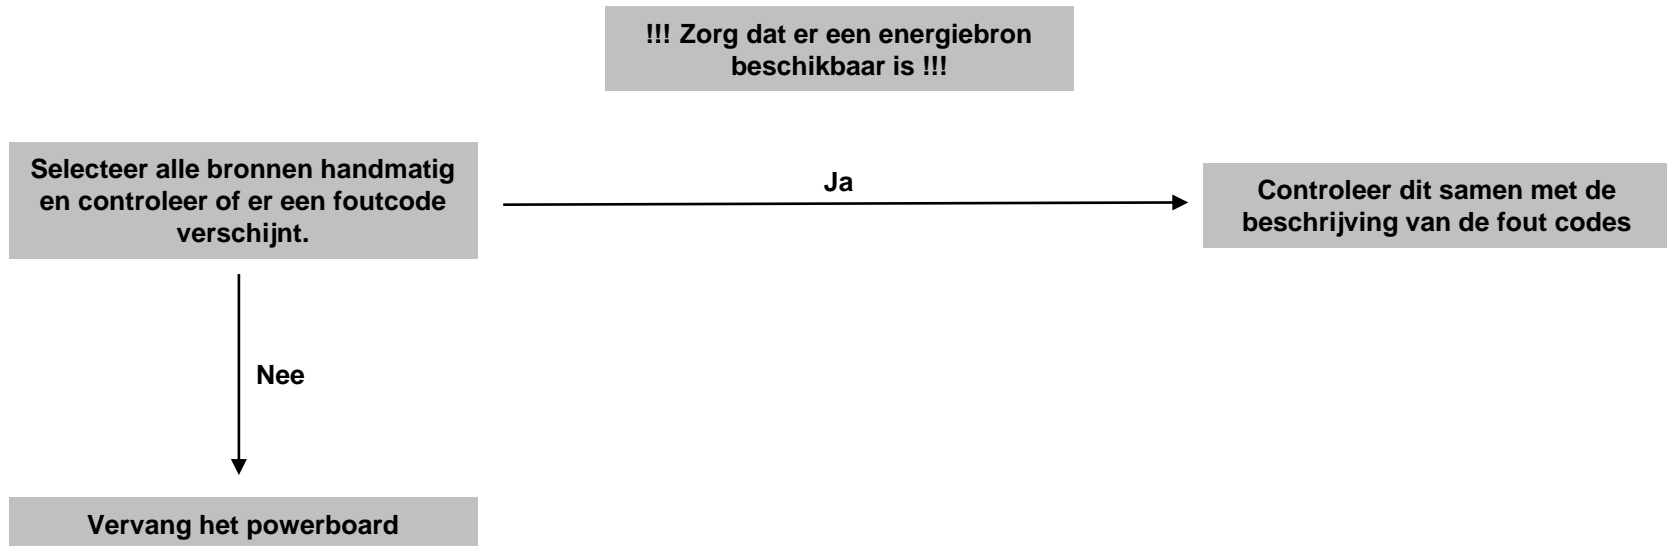 !!! Zorg dat er een energiebron
beschikbaar is !!!
Selecteer alle bronnen handmatig
en controleer of er een foutcode
verschijnt.
Ja
Controleer dit samen met de
beschrijving van de fout codes
Nee
Vervang het powerboard